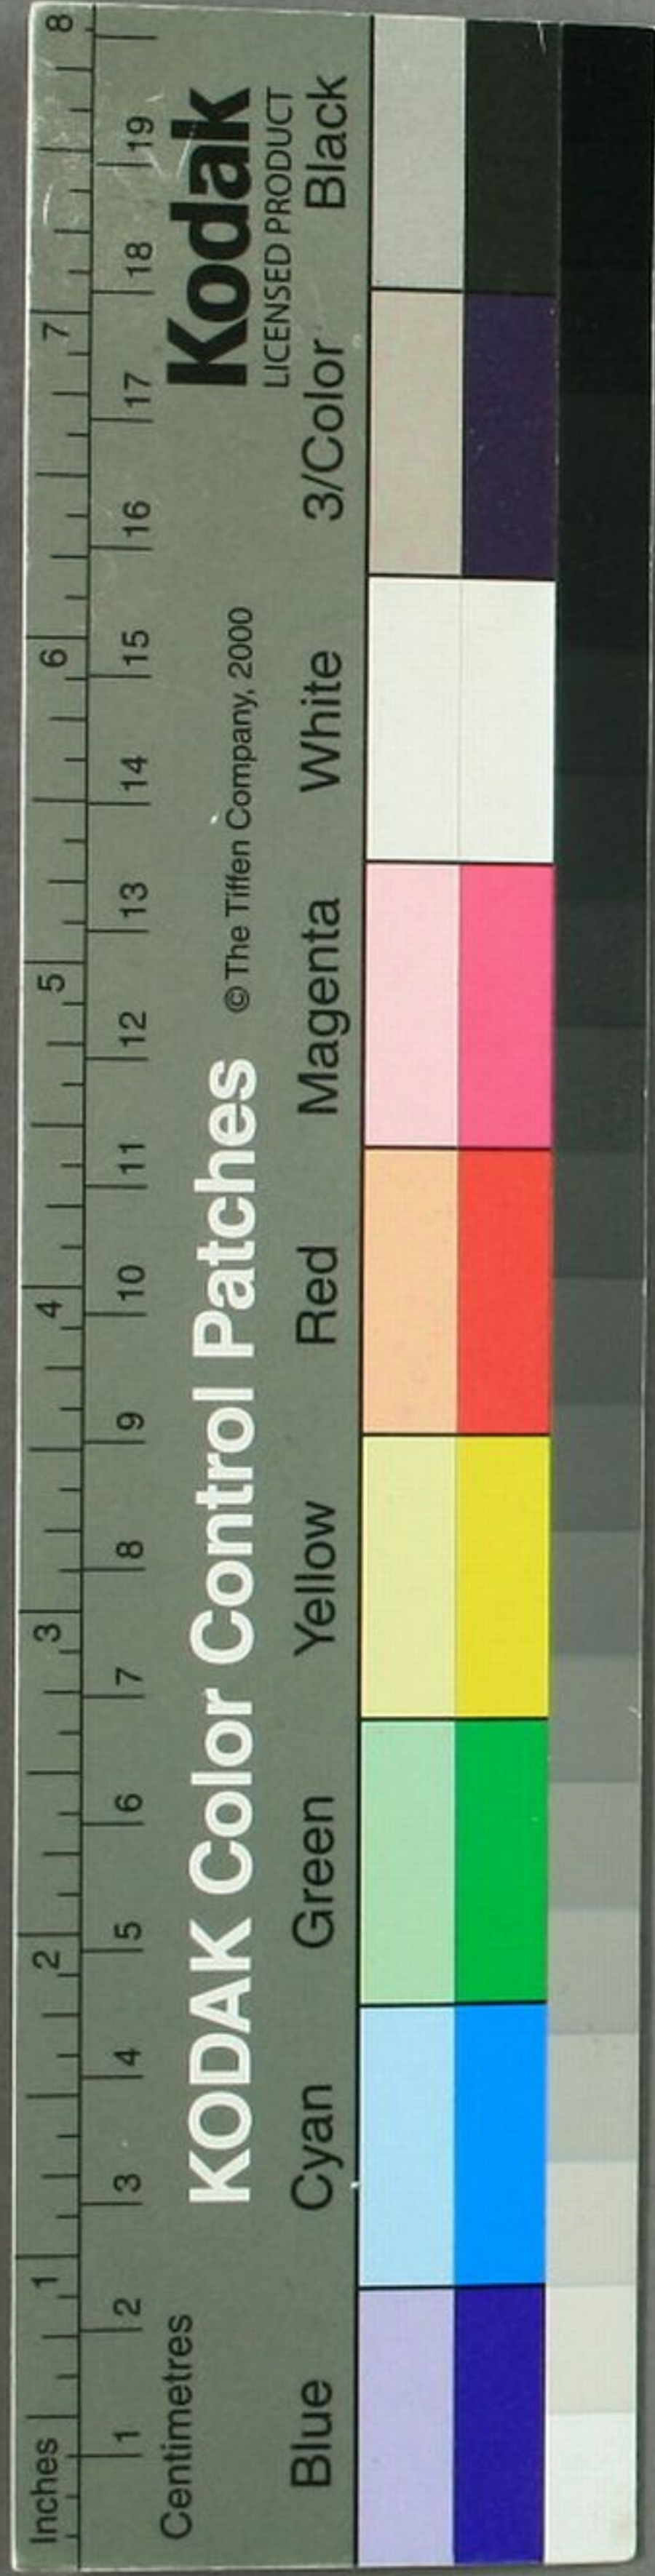 Inches 1 2 3 4 5 6 7 8
1 2 3 4 5 6 7 8 9 10 11 12 13 14 15 16 17 18 19
Centimetres
KODAK Color Control Patches © The Tiffen Company, 2000
Kodak
LICENSED PRODUCT
Blue Cyan Green Yellow Red Magenta White 3/Color Black